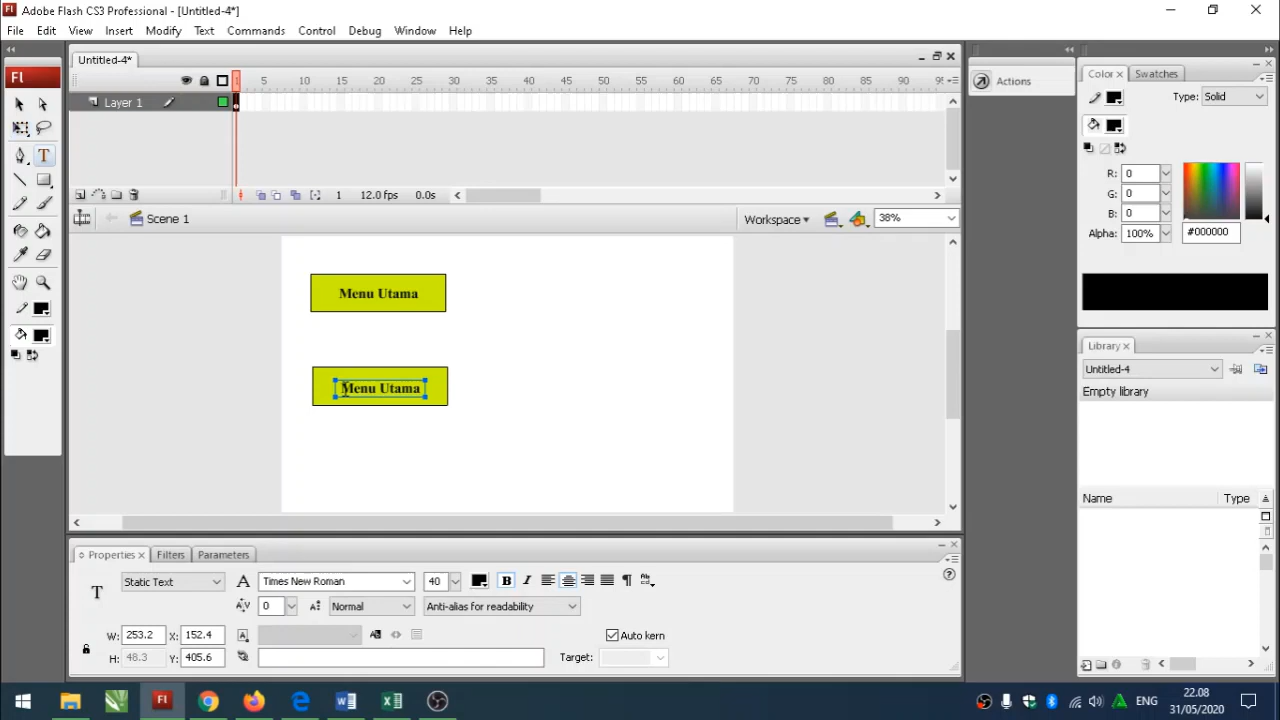 Adobe Flash CS3 Professional - [Untitled-4*]
File Edit View Insert Modify Text Commands Control Debug Window Help
Untitled-4*
Fl
5 10 15 20 25 30 35 40 45 50 55 60 65 70 75 80 85 90 95
Layer 1
1 12.0 fps 0.0s
Scene 1
Workspace
38%
Menu Utama
Menu Utama
Actions
Color Swatches
Type: Solid
R: 0
G: 0
B: 0
Alpha: 100% #000000
Library
Untitled-4
Empty library
Name Type
Properties Filters Parameters
T Static Text A Times New Roman 40 B I
AV 0 Normal Anti-alias for readability
W: 253.2 X: 152.4 Auto kern
H: 48.3 Y: 405.6 Target:
ENG
22.08
31/05/2020